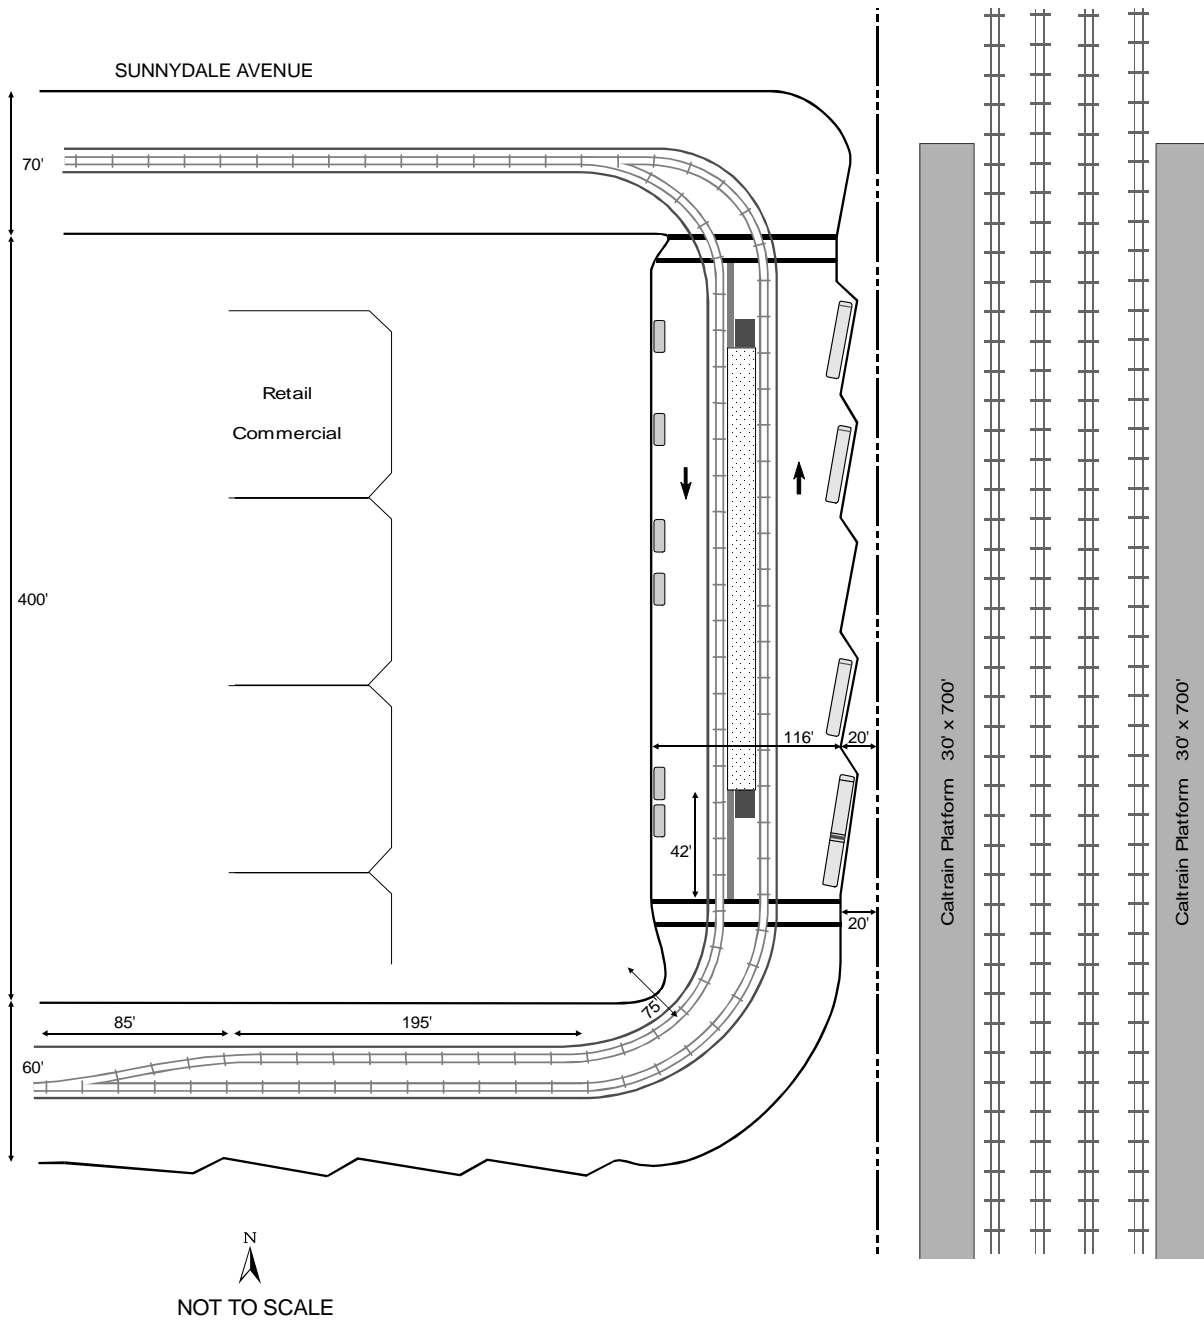 SUNNYDALE AVENUE
70'
Retail
Commercial
400'
116'
20'
42'
20'
75'
85'
195'
60'
Caltrain Platform 30' x 700'
Caltrain Platform 30' x 700'
N
NOT TO SCALE